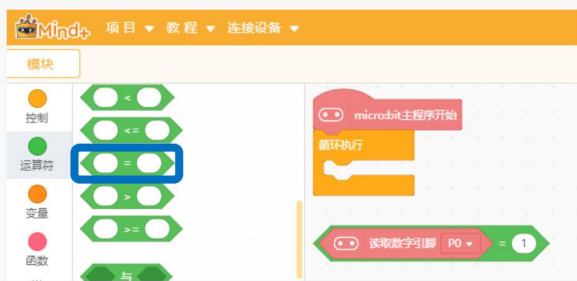 Mind+ 项目 教程 连接设备
模块
控制
运算符
变量
函数
<
<=
=
>
>=
与
micro:bit主程序开始
循环执行
读取数字引脚 P0 = 1